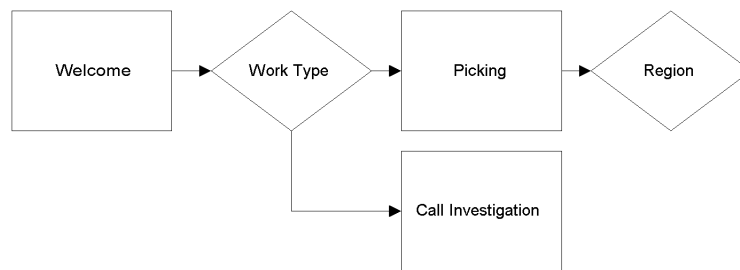 Welcome
Work Type
Picking
Region
Call Investigation